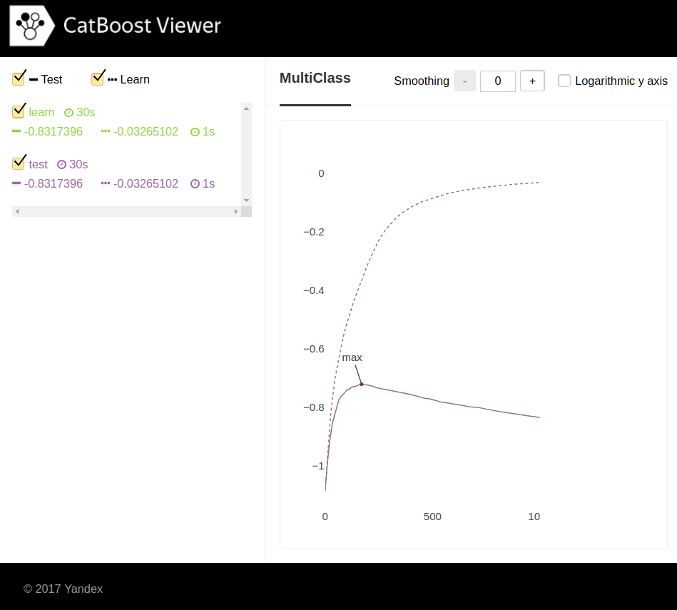 CatBoost Viewer
Test Learn
learn 30s
-0.8317396 -0.03265102 1s
test 30s
-0.8317396 -0.03265102 1s
MultiClass Smoothing - 0 + Logarithmic y axis
0
−0.2
−0.4
−0.6
max
−0.8
−1
0 500 10
© 2017 Yandex